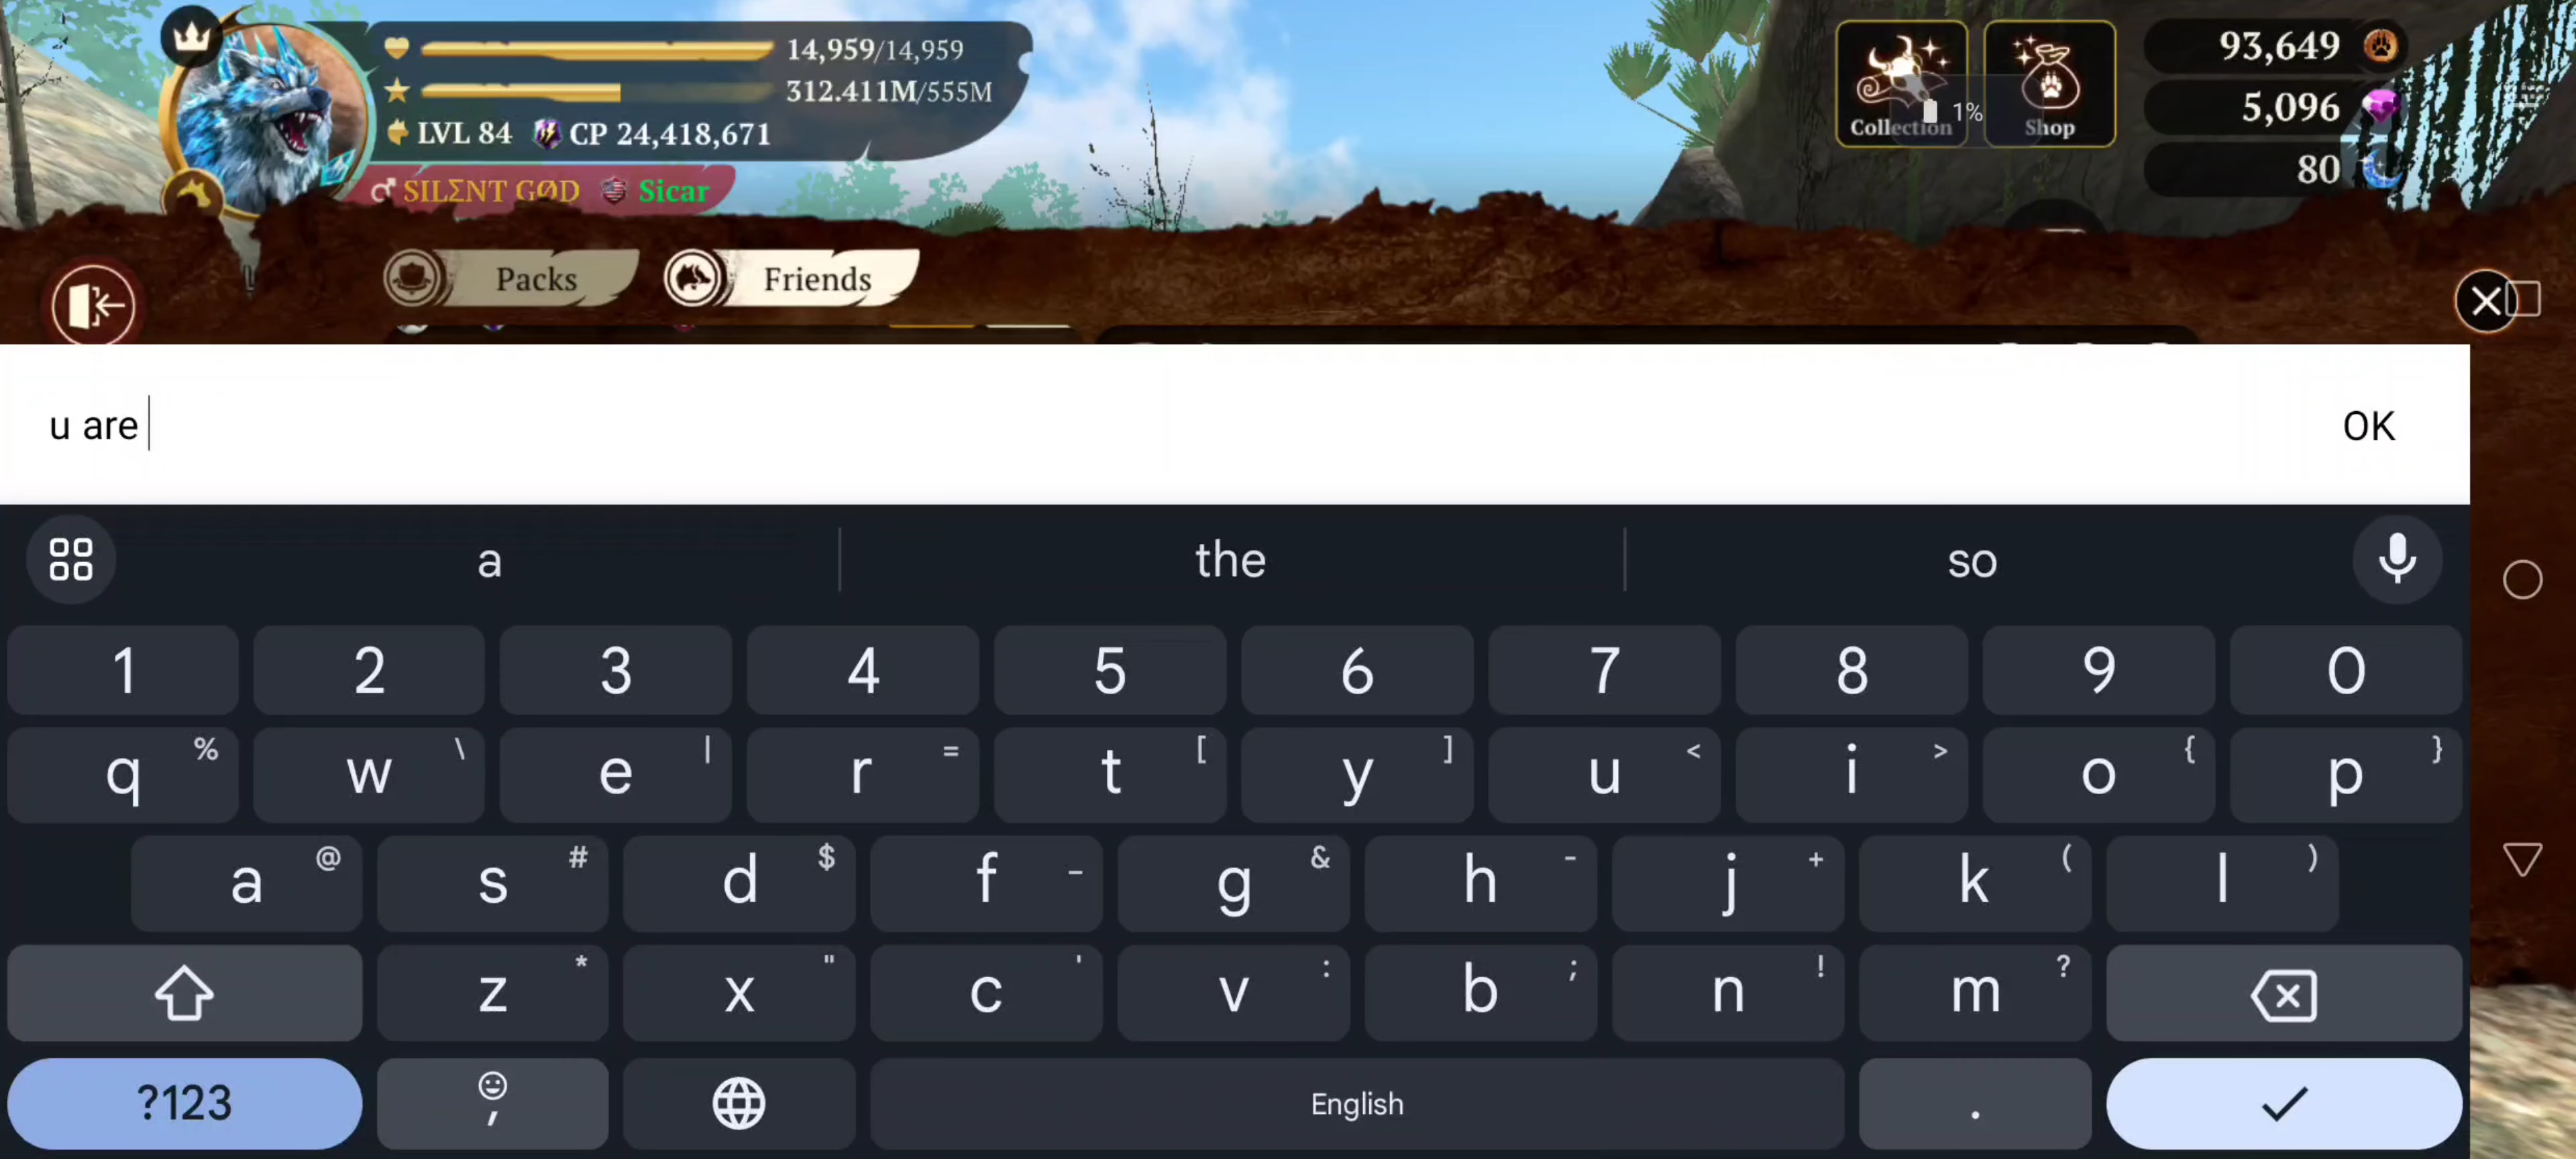 14,959/14,959
312.411M/555M
LVL 84 CP 24,418,671
SILΣNT GØD Sicar
Collection
1%
Shop
93,649
5,096
80
Packs Friends
u are OK
a the so
1 2 3 4 5 6 7 8 9 0
q % w \ e | r = t [ y ] u < i > o { p }
a @ s # d $ f _ g & h - j + k ( l )
z * x " c ' v : b ; n ! m ?
?123 , English .